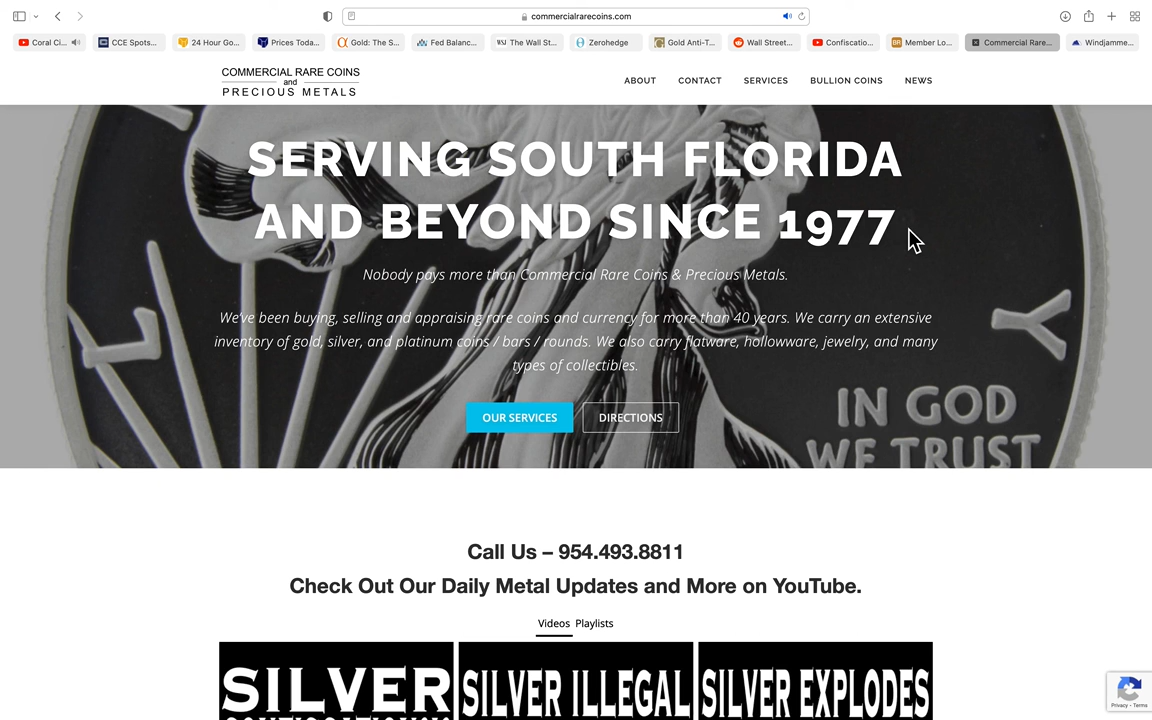 commercialrarecoins.com
Coral Ci...
CCE Spots...
24 Hour Go...
Prices Toda...
Gold: The S...
Fed Balanc...
WSJ The Wall St...
Zerohedge
Gold Anti-T...
Wall Street...
Confiscatio...
BR Member Lo...
Commercial Rare...
Windjamme...
COMMERCIAL RARE COINS
and
PRECIOUS METALS
ABOUT CONTACT SERVICES BULLION COINS NEWS
SERVING SOUTH FLORIDA
AND BEYOND SINCE 1977
Nobody pays more than Commercial Rare Coins & Precious Metals.
We've been buying, selling and appraising rare coins and currency for more than 40 years. We carry an extensive
inventory of gold, silver, and platinum coins / bars / rounds. We also carry flatware, hollowware, jewelry, and many
types of collectibles.
OUR SERVICES
DIRECTIONS
L
Y
IN GOD
WE TRUST
Call Us – 954.493.8811
Check Out Our Daily Metal Updates and More on YouTube.
Videos Playlists
SILVER
SILVER ILLEGAL
SILVER EXPLODES
Privacy - Terms